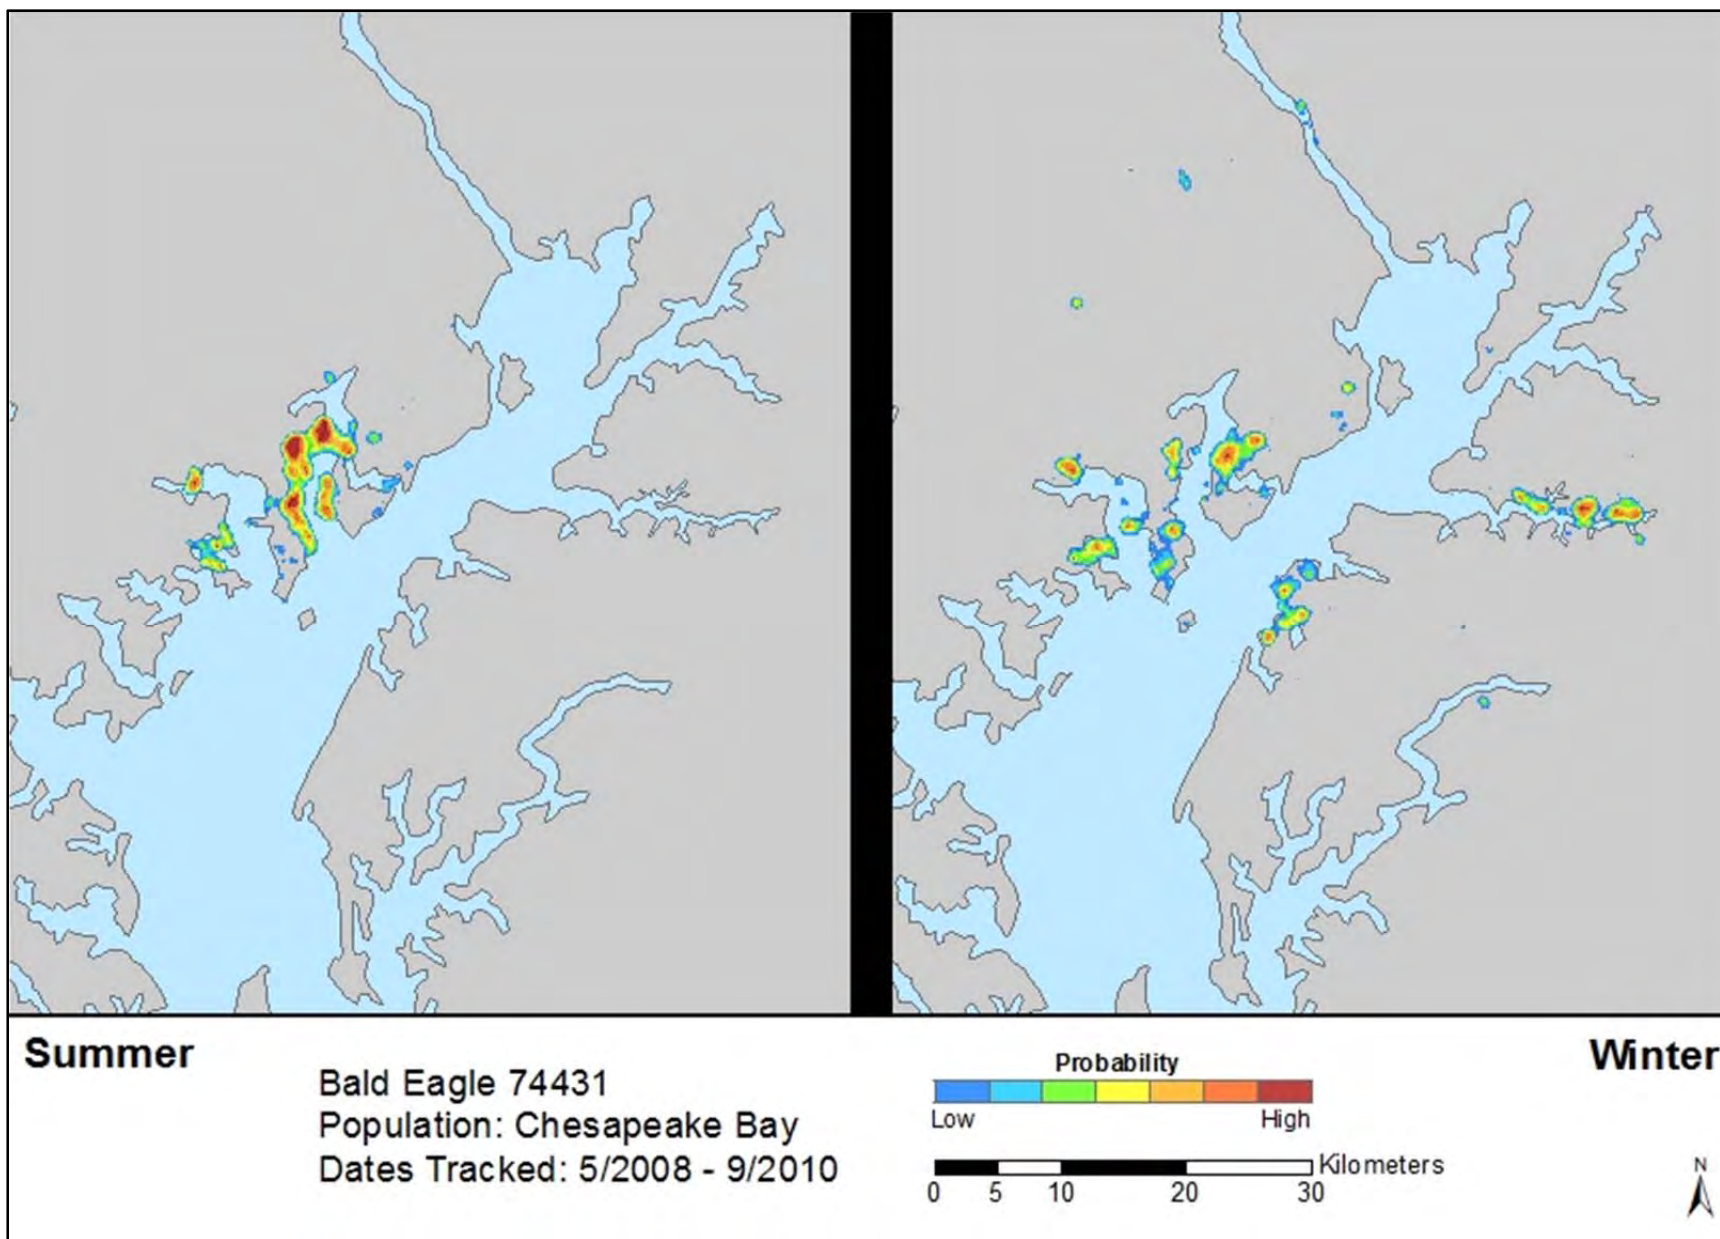 Summer
Winter
Bald Eagle 74431
Population: Chesapeake Bay
Dates Tracked: 5/2008 - 9/2010
Probability
Low High
Kilometers
0 5 10 20 30
N